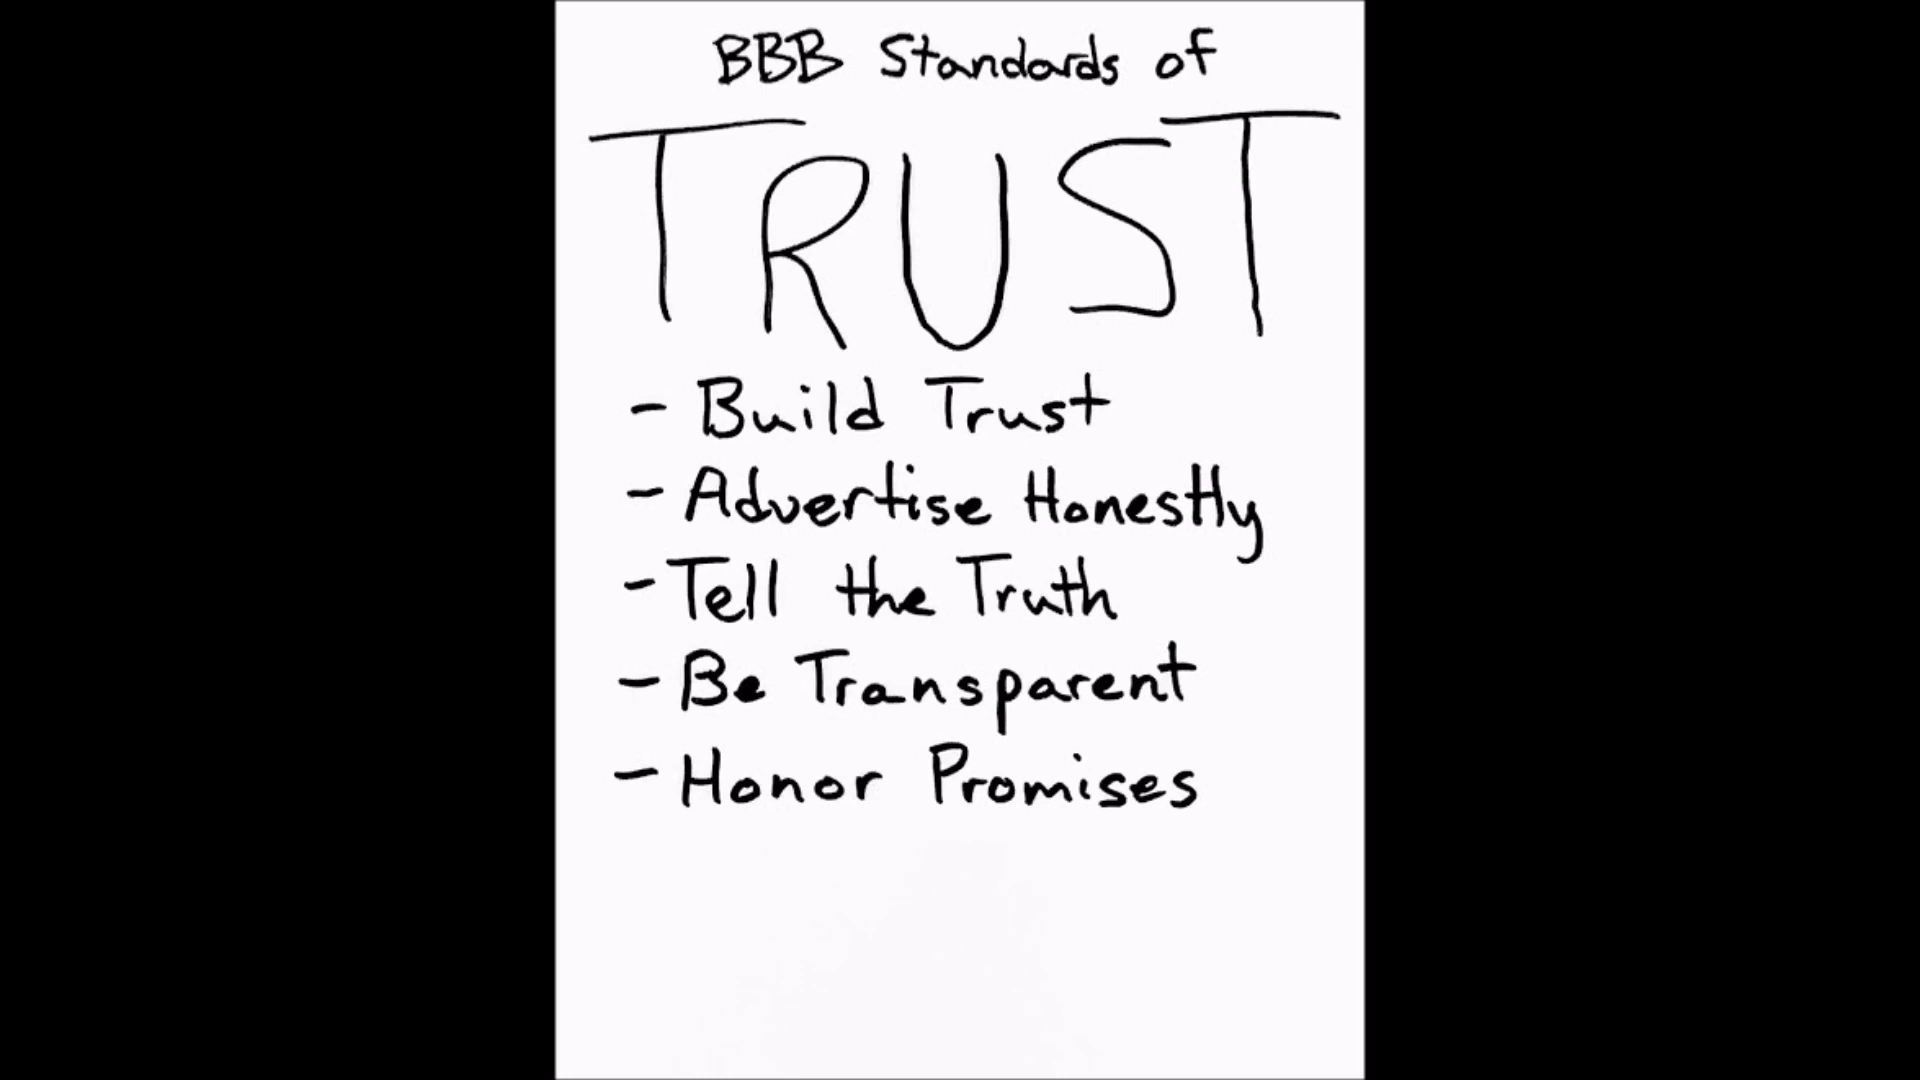 BBB Standards of
TRUST
- Build Trust
- Advertise Honestly
- Tell the Truth
- Be Transparent
- Honor Promises